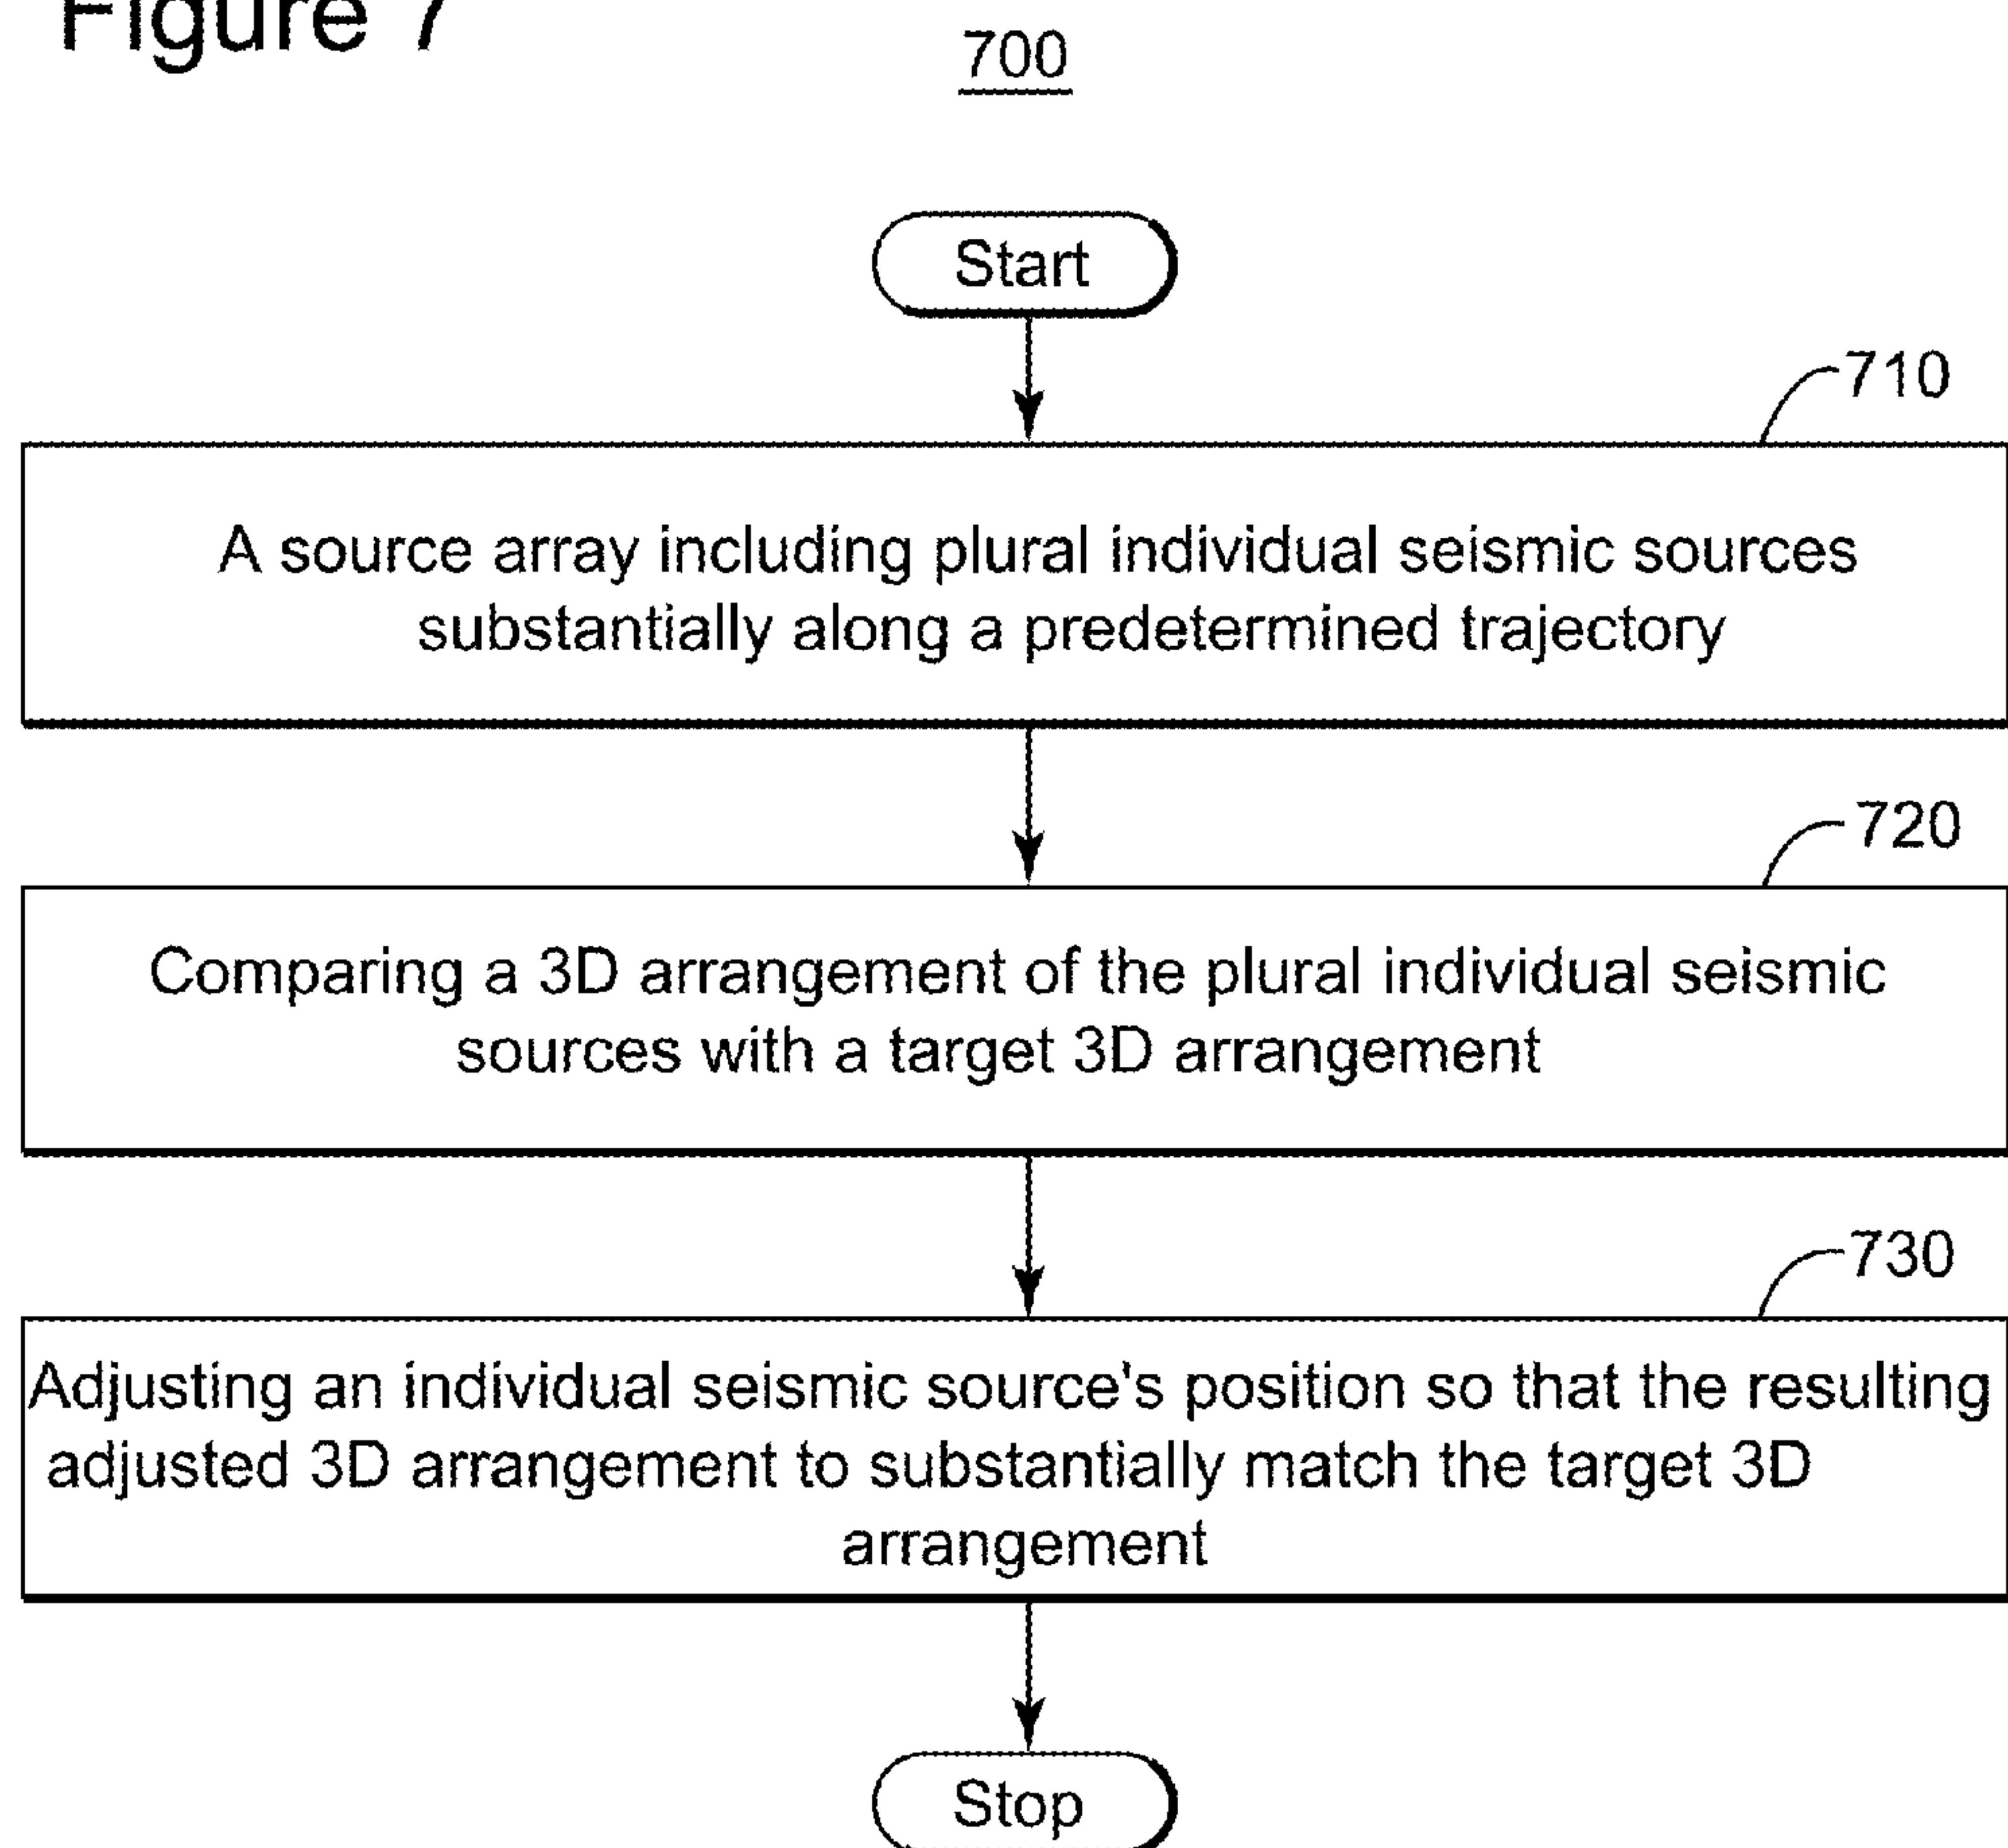 Figure 7
700
Start
710
A source array including plural individual seismic sources
substantially along a predetermined trajectory
720
Comparing a 3D arrangement of the plural individual seismic
sources with a target 3D arrangement
730
Adjusting an individual seismic source's position so that the resulting
adjusted 3D arrangement to substantially match the target 3D
arrangement
Stop